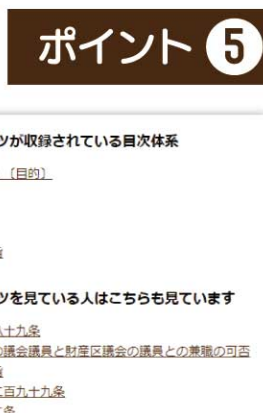 ポイント 5
ツが収録されている目次体系
〔目的〕
ツを見ている人はこちらも見ています
八十九条
の議会議員と財産区議会の議員との兼職の可否
二百九十九条